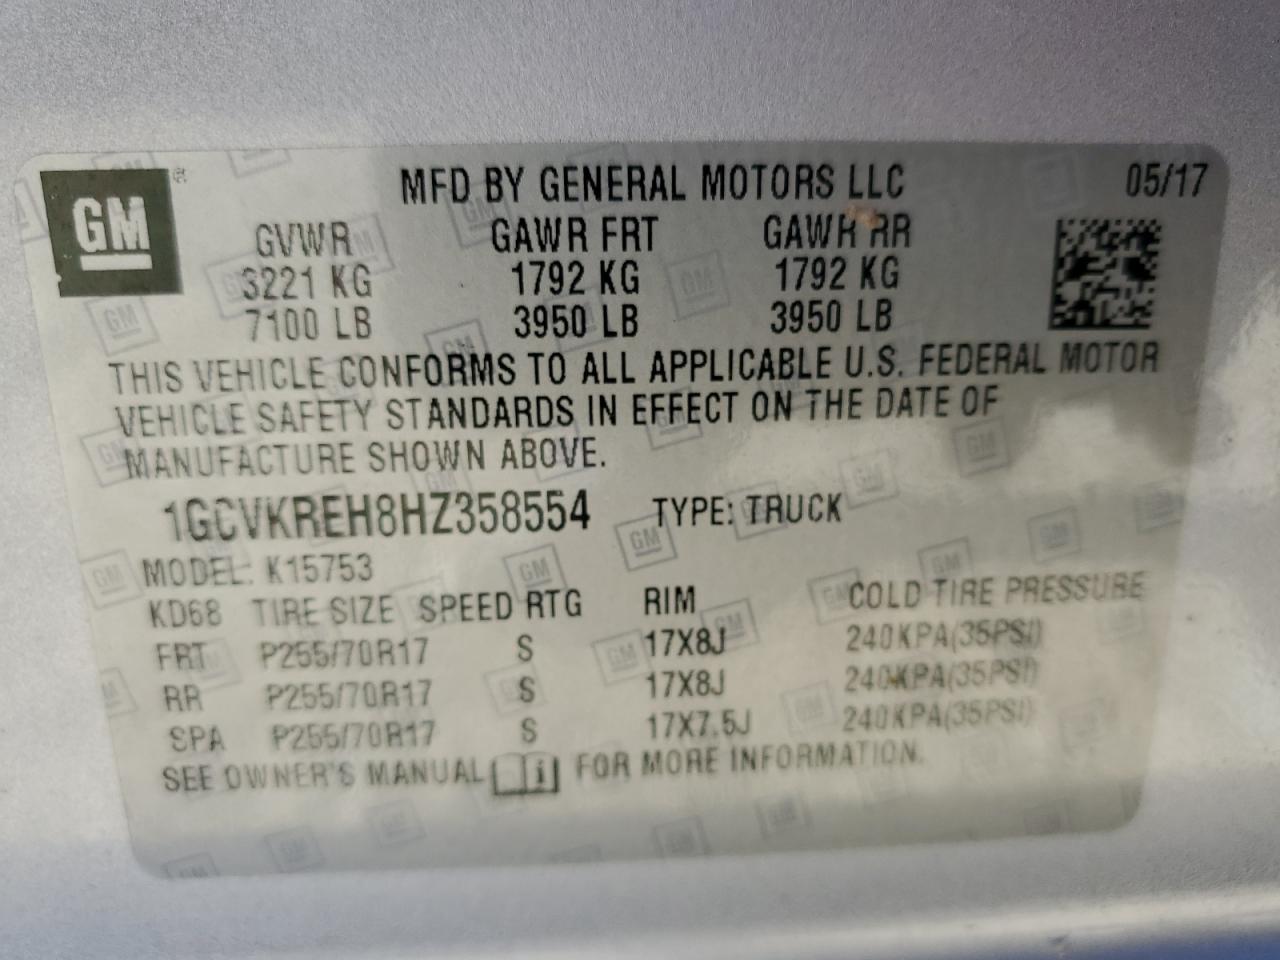 GM ® MFD BY GENERAL MOTORS LLC 05/17
GVWR GAWR FRT GAWR RR
3221 KG 1792 KG 1792 KG
7100 LB 3950 LB 3950 LB
THIS VEHICLE CONFORMS TO ALL APPLICABLE U.S. FEDERAL MOTOR
VEHICLE SAFETY STANDARDS IN EFFECT ON THE DATE OF
MANUFACTURE SHOWN ABOVE.
1GCVKREH8HZ358554 TYPE: TRUCK
MODEL: K15753
KD68 TIRE SIZE SPEED RTG RIM COLD TIRE PRESSURE
FRT P255/70R17 S 17X8J 240KPA(35PSI)
RR P255/70R17 S 17X8J 240KPA(35PSI)
SPA P255/70R17 S 17X7.5J 240KPA(35PSI)
SEE OWNER'S MANUAL i FOR MORE INFORMATION.